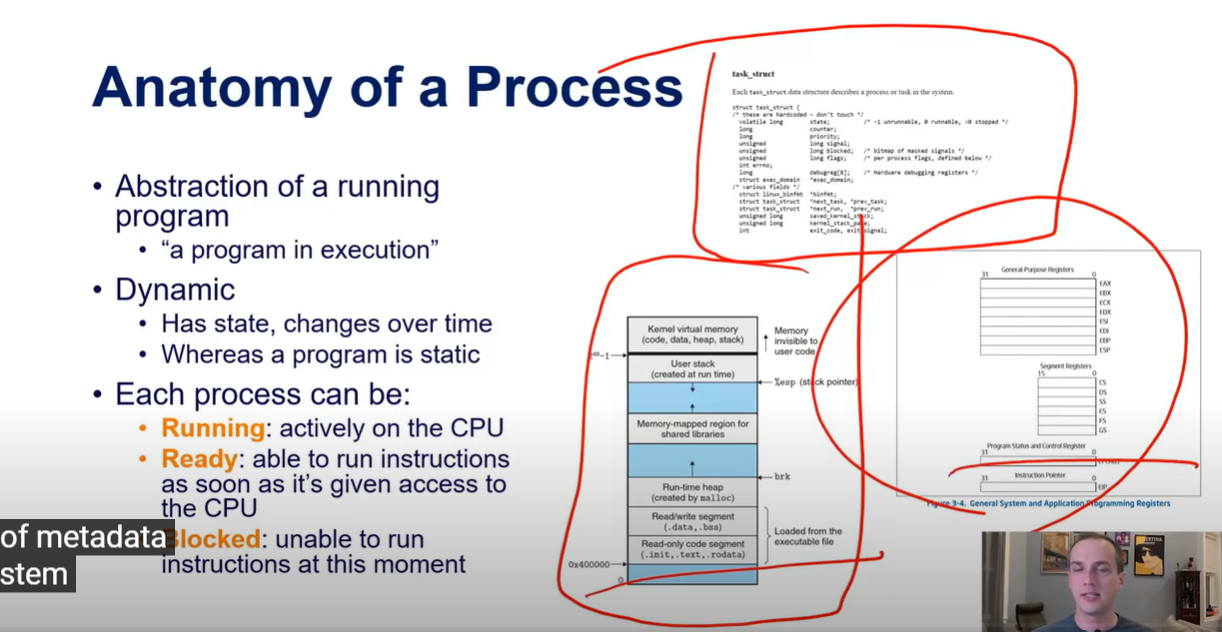 Anatomy of a Process
• Abstraction of a running
program
• “a program in execution”
• Dynamic
• Has state, changes over time
• Whereas a program is static
• Each process can be:
• Running: actively on the CPU
• Ready: able to run instructions
as soon as it’s given access to
the CPU
Blocked: unable to run
instructions at this moment
of metadata
stem
task_struct
Each task_struct data structure describes a process or task in the system.
struct task_struct {
/* these are hardcoded - don't touch */
volatile long state; /* -1 unrunnable, 0 runnable, >0 stopped */
long counter;
long priority;
unsigned long signal;
unsigned long blocked; /* bitmap of masked signals */
unsigned long flags; /* per process flags, defined below */
int errno;
long debugreg[8]; /* Hardware debugging registers */
struct exec_domain *exec_domain;
/* various fields */
struct linux_binfmt *binfmt;
struct task_struct *next_task, *prev_task;
struct task_struct *next_run, *prev_run;
unsigned long saved_kernel_stack;
unsigned long kernel_stack_page;
int exit_code, exit_signal;
Kernel virtual memory
(code, data, heap, stack)
Memory
invisible to
user code
User stack
(created at run time)
%esp (stack pointer)
Memory-mapped region for
shared libraries
brk
Run-time heap
(created by malloc)
Read/write segment
(.data,.bss)
Read-only code segment
(.init,.text,.rodata)
Loaded from the
executable file
0x400000
0
General-Purpose Registers
31 0
EAX
EBX
ECX
EDX
ESI
EDI
EBP
ESP
Segment Registers
15 0
CS
DS
SS
ES
FS
GS
Program Status and Control Register
31 0
Instruction Pointer
31 0
EIP
Figure 3-4. General System and Application Programming Registers